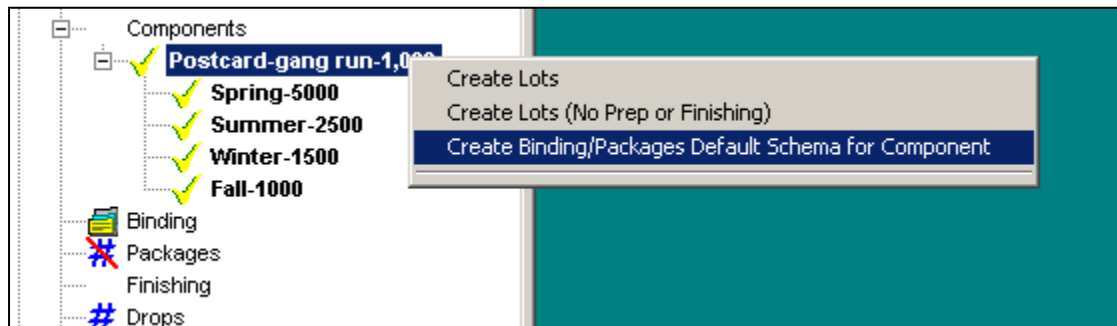 Components
Postcard-gang run-1,000
Create Lots
Spring-5000
Create Lots (No Prep or Finishing)
Summer-2500
Create Binding/Packages Default Schema for Component
Winter-1500
Fall-1000
Binding
Packages
Finishing
Drops